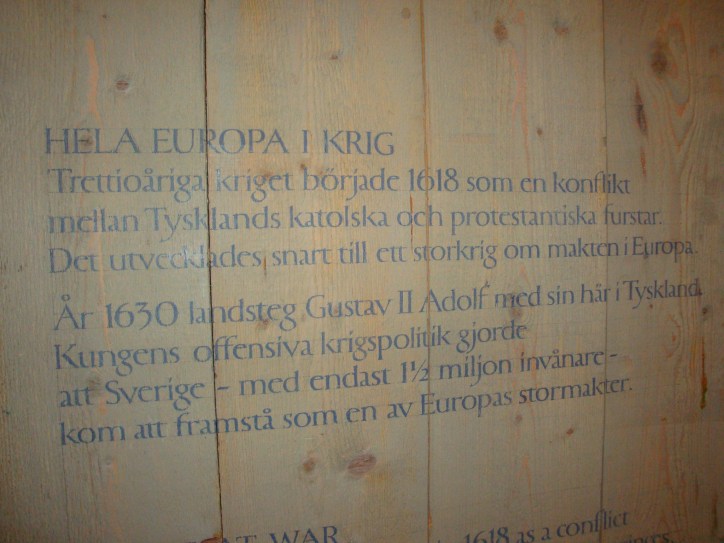 HELA EUROPA I KRIG
Trettioåriga kriget började 1618 som en konflikt
mellan Tysklands katolska och protestantiska furstar.
Det utvecklades snart till ett storkrig om makten i Europa.
År 1630 landsteg Gustav II Adolf med sin här i Tyskland.
Kungens offensiva krigspolitik gjorde
att Sverige - med endast 1½ miljon invånare -
kom att framstå som en av Europas stormakter.
AT WAR
1618 as a conflict